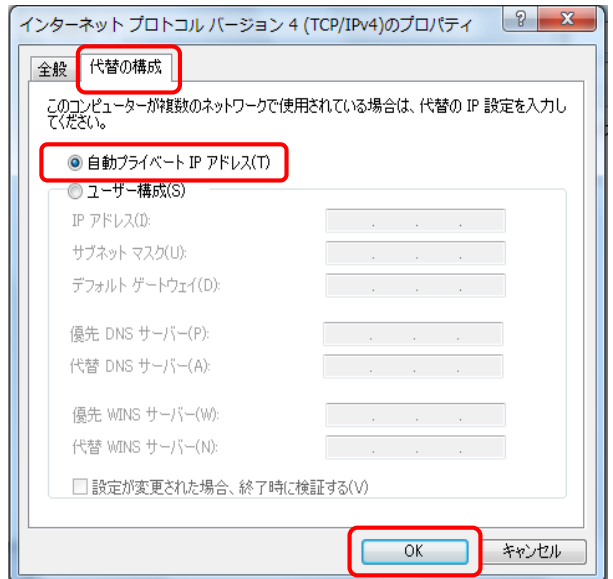 インターネット プロトコル バージョン 4 (TCP/IPv4)のプロパティ
全般
代替の構成
このコンピューターが複数のネットワークで使用されている場合は、代替の IP 設定を入力し
てください。
自動プライベート IP アドレス(T)
ユーザー構成(S)
IP アドレス(I):
サブネット マスク(U):
デフォルト ゲートウェイ(D):
優先 DNS サーバー(P):
代替 DNS サーバー(A):
優先 WINS サーバー(W):
代替 WINS サーバー(N):
設定が変更された場合、終了時に検証する(V)
OK
キャンセル